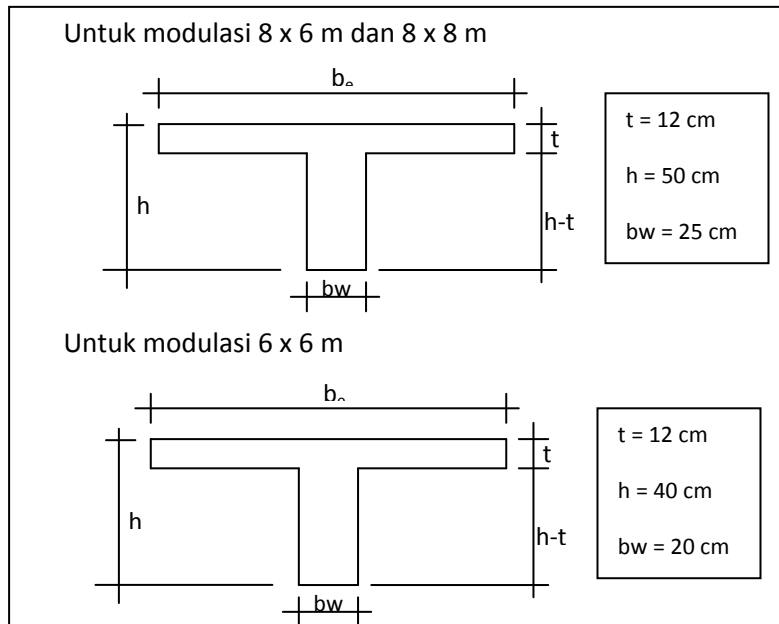 Untuk modulasi 8 x 6 m dan 8 x 8 m
be
t
h
h-t
bw
t = 12 cm
h = 50 cm
bw = 25 cm
Untuk modulasi 6 x 6 m
be
t
h
h-t
bw
t = 12 cm
h = 40 cm
bw = 20 cm